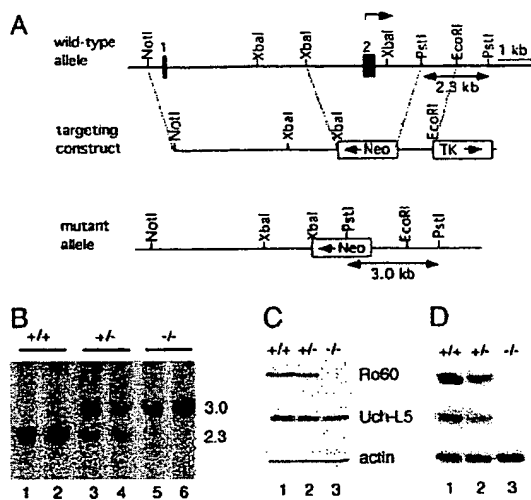 A
wild-type allele
NotI
1
XbaI
XbaI
2
XbaI
PstI
EcoRI
PstI
1 kb
2.3 kb
targeting construct
NotI
XbaI
XbaI
Neo
EcoRI
TK
mutant allele
NotI
XbaI
XbaI
PstI
Neo
EcoRI
PstI
3.0 kb
B
+/+ +/- -/-
3.0
2.3
1 2 3 4 5 6
C
+/+ +/- -/-
Ro60
Uch-L5
actin
1 2 3
D
+/+ +/- -/-
1 2 3